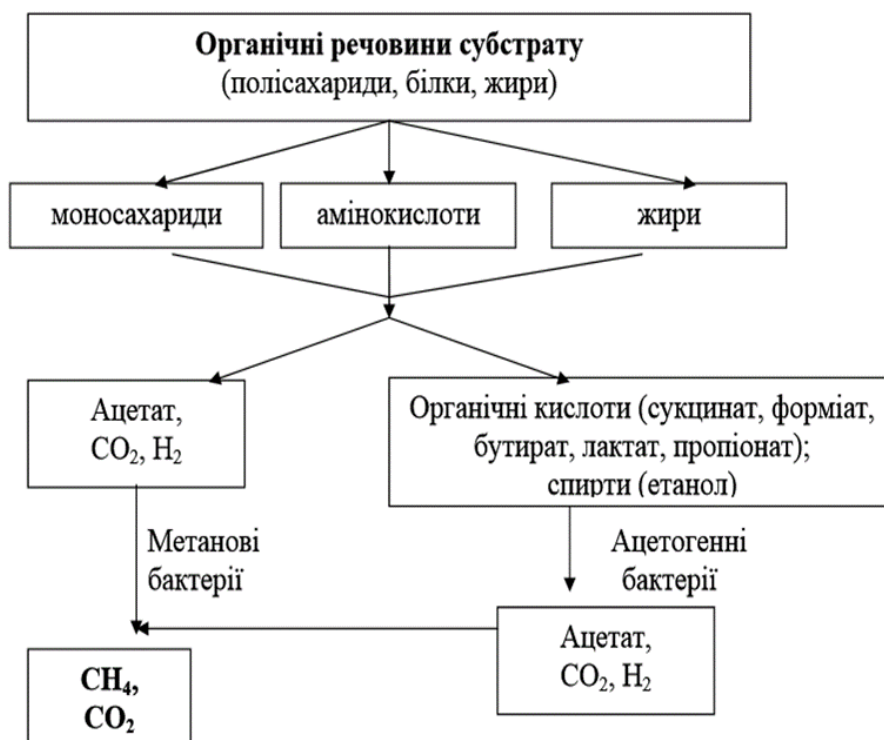 Органічні речовини субстрату
(полісахариди, білки, жири)
моносахариди
амінокислоти
жири
Ацетат,
CO₂, H₂
Органічні кислоти (сукцинат, форміат,
бутират, лактат, пропіонат);
спирти (етанол)
Метанові
бактерії
Ацетогенні
бактерії
Ацетат,
CO₂, H₂
CH₄,
CO₂